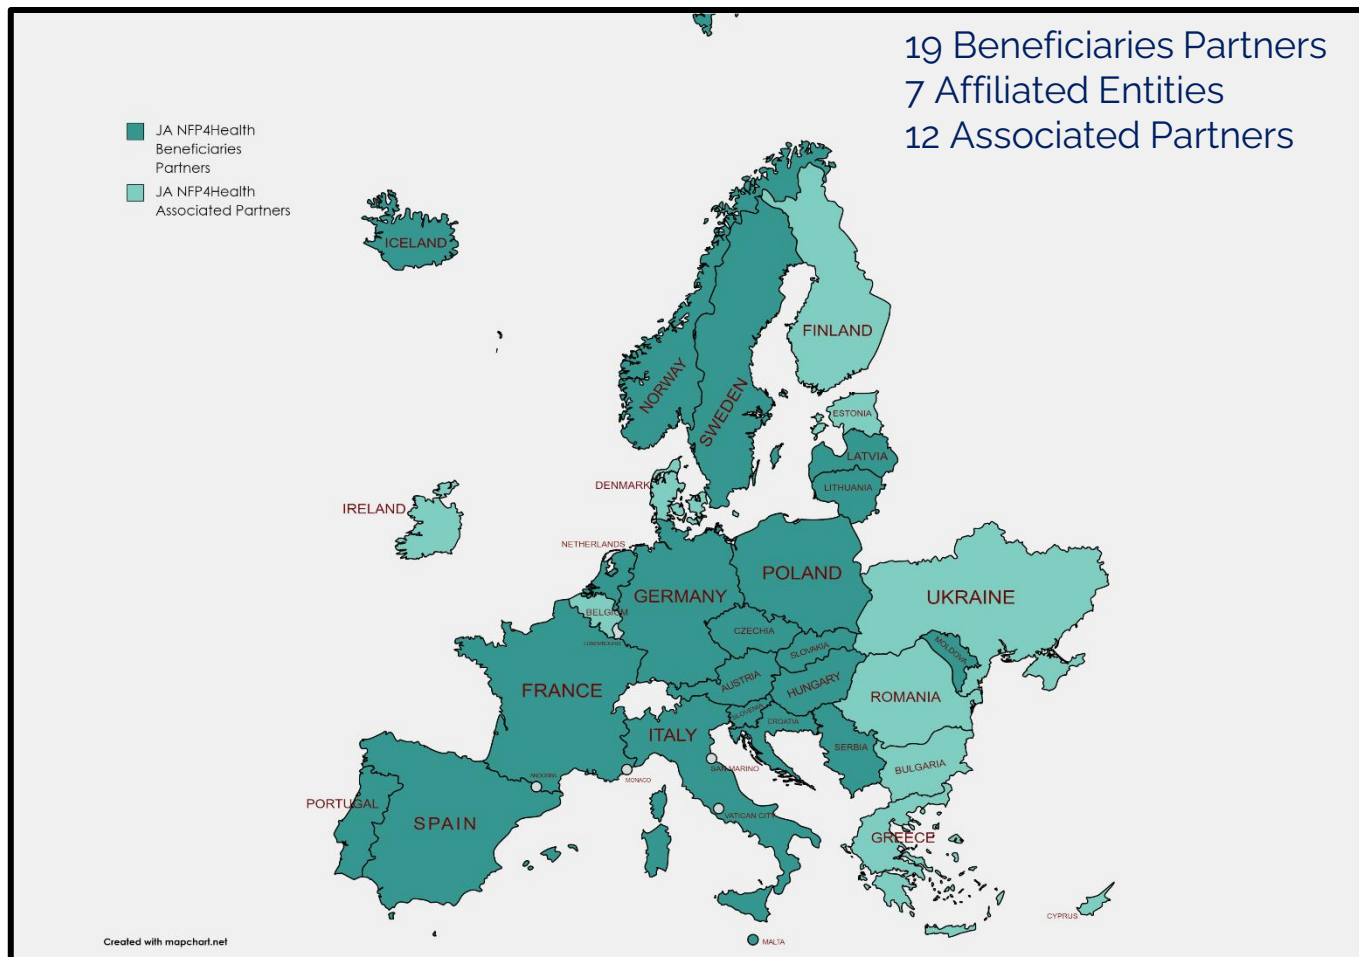 19 Beneficiaries Partners
7 Affiliated Entities
12 Associated Partners
JA NFP4Health
Beneficiaries
Partners
JA NFP4Health
Associated Partners
ICELAND
FINLAND
NORWAY
SWEDEN
ESTONIA
LATVIA
LITHUANIA
DENMARK
IRELAND
NETHERLANDS
POLAND
GERMANY
UKRAINE
BELGIUM
CZECHIA
LUXEMBOURG
SLOVAKIA
MOLDOVA
AUSTRIA
HUNGARY
FRANCE
ROMANIA
SLOVENIA
CROATIA
ITALY
SERBIA
BULGARIA
SAN MARINO
ANDORRA
MONACO
PORTUGAL
SPAIN
VATICAN CITY
GREECE
CYPRUS
MALTA
Created with mapchart.net